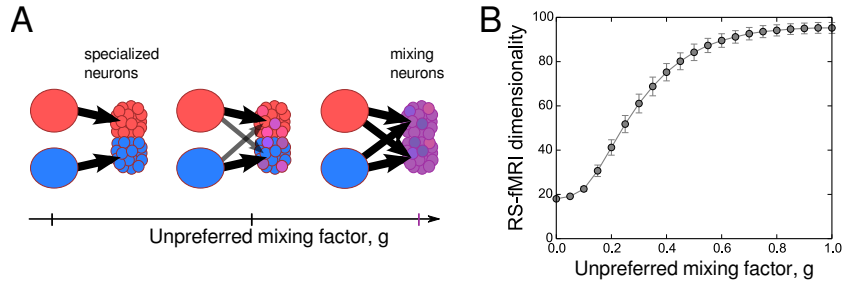 A
specialized
neurons
mixing
neurons
Unpreferred mixing factor, g
B
100
80
60
40
20
0
0.0
0.2
0.4
0.6
0.8
1.0
RS-fMRI dimensionality
Unpreferred mixing factor, g